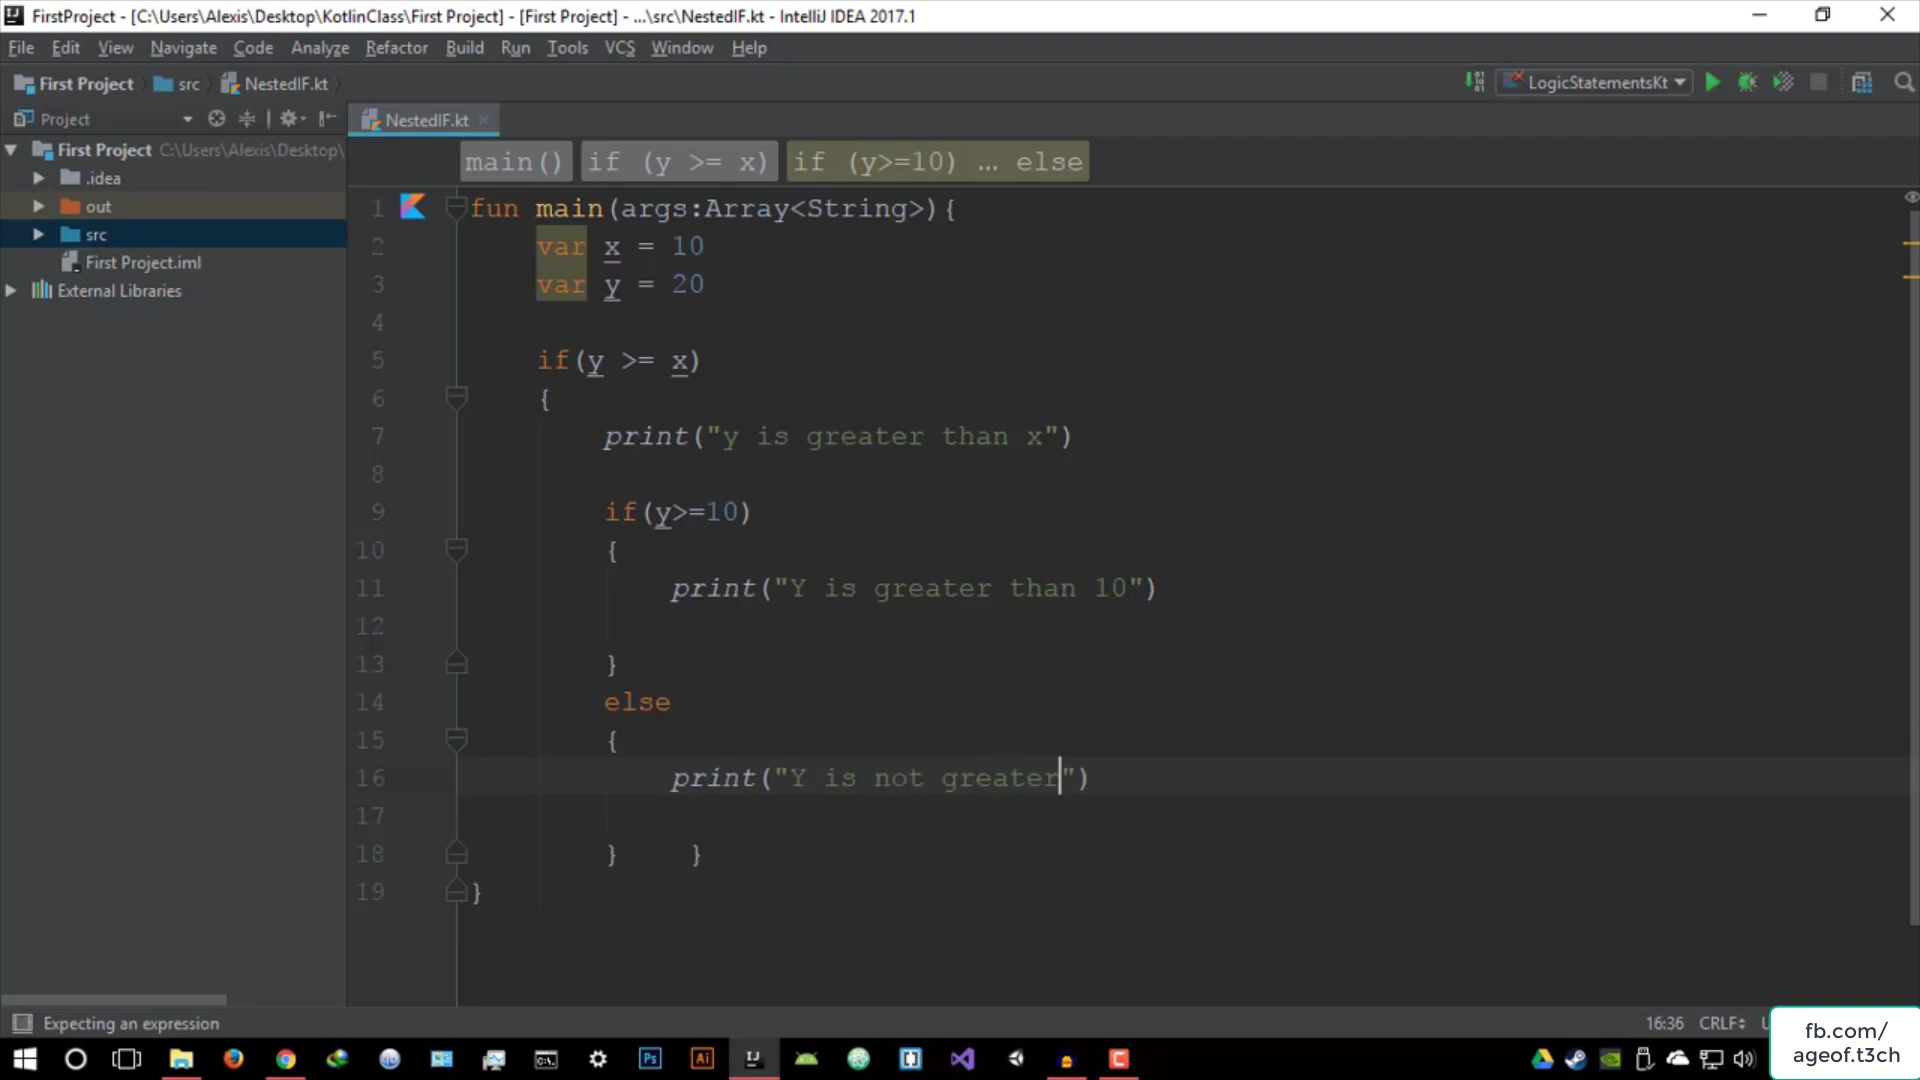 FirstProject - [C:\Users\Alexis\Desktop\KotlinClass\First Project] - [First Project] - ...\src\NestedIF.kt - IntelliJ IDEA 2017.1
File Edit View Navigate Code Analyze Refactor Build Run Tools VCS Window Help
First Project src NestedIF.kt LogicStatementsKt
Project NestedIF.kt
First Project C:\Users\Alexis\Desktop\
.idea
out
src
First Project.iml
External Libraries
main() if (y >= x) if (y>=10) ... else
1 fun main(args:Array<String>){
2 var x = 10
3 var y = 20
4
5 if(y >= x)
6 {
7 print("y is greater than x")
8
9 if(y>=10)
10 {
11 print("Y is greater than 10")
12
13 }
14 else
15 {
16 print("Y is not greater")
17
18 } }
19 }
Expecting an expression 16:36 CRLF
Ps Ai IJ C
fb.com/
ageof.t3ch